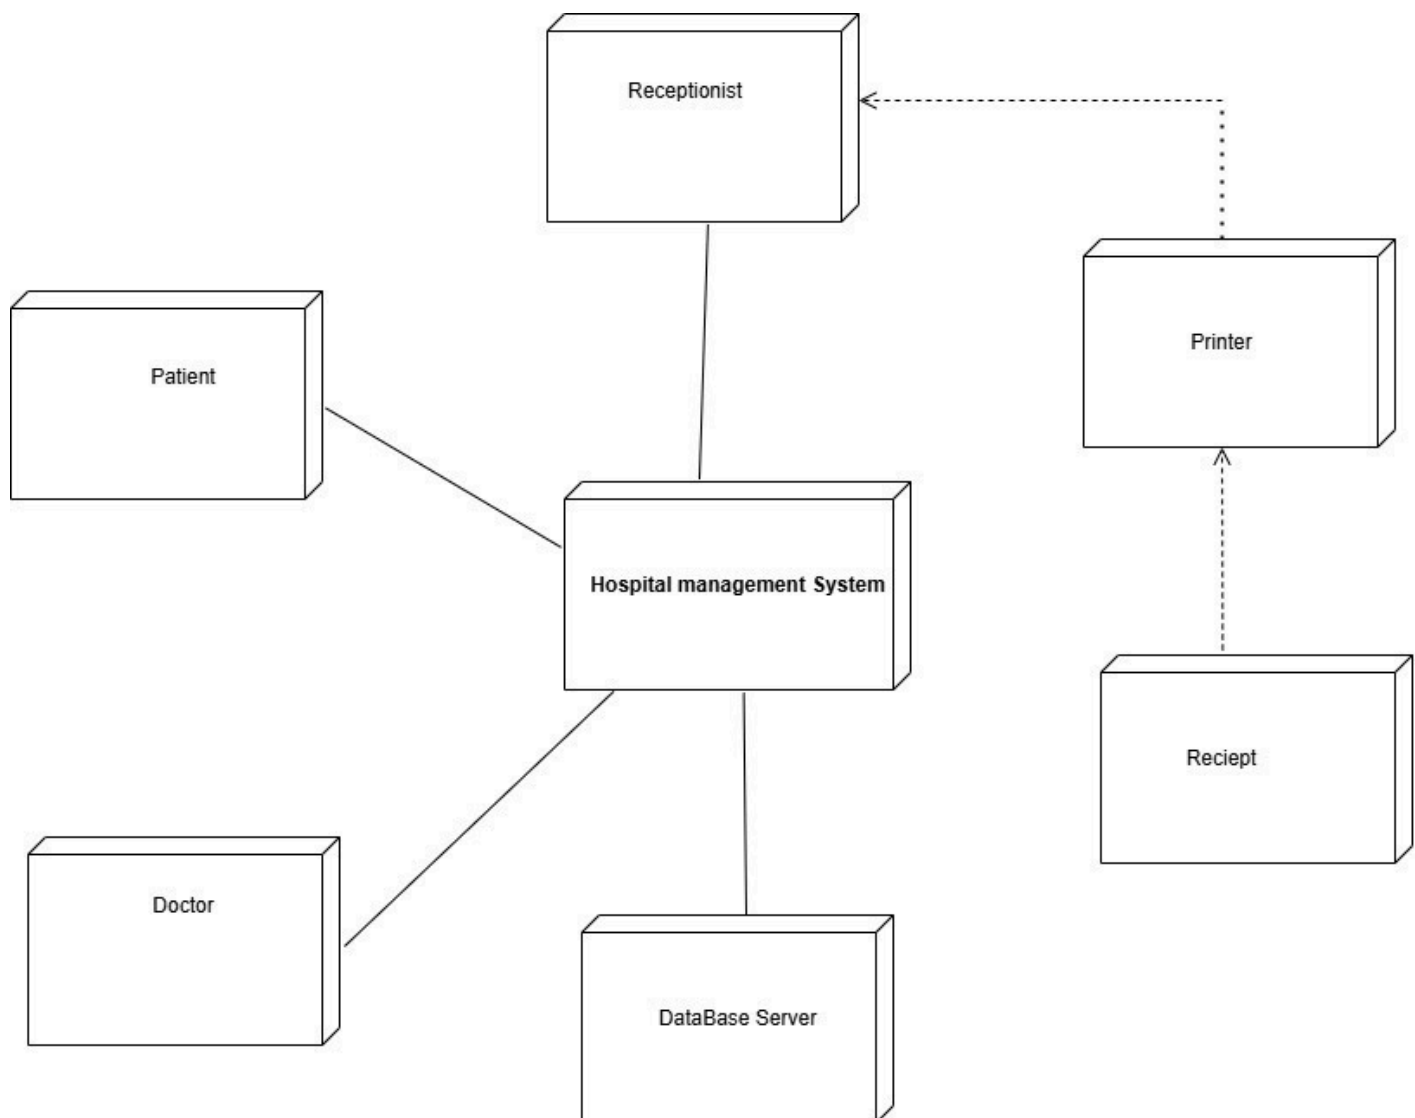 Receptionist
Printer
Patient
Hospital management System
Reciept
Doctor
DataBase Server